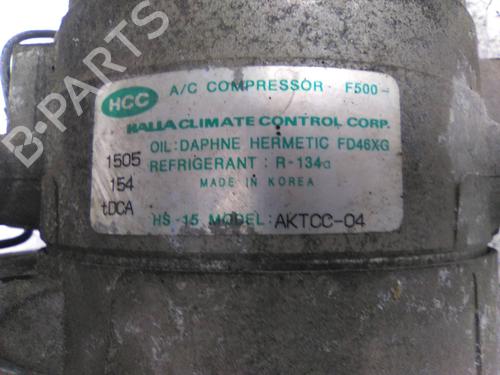 B-PARTS
HCC
A/C COMPRESSOR F500-
HALLA CLIMATE CONTROL CORP.
OIL:DAPHNE HERMETIC FD46XG
REFRIGERANT : R-134a
MADE IN KOREA
1505
154
tDCA
HS-15 MODEL: AKTCC-04